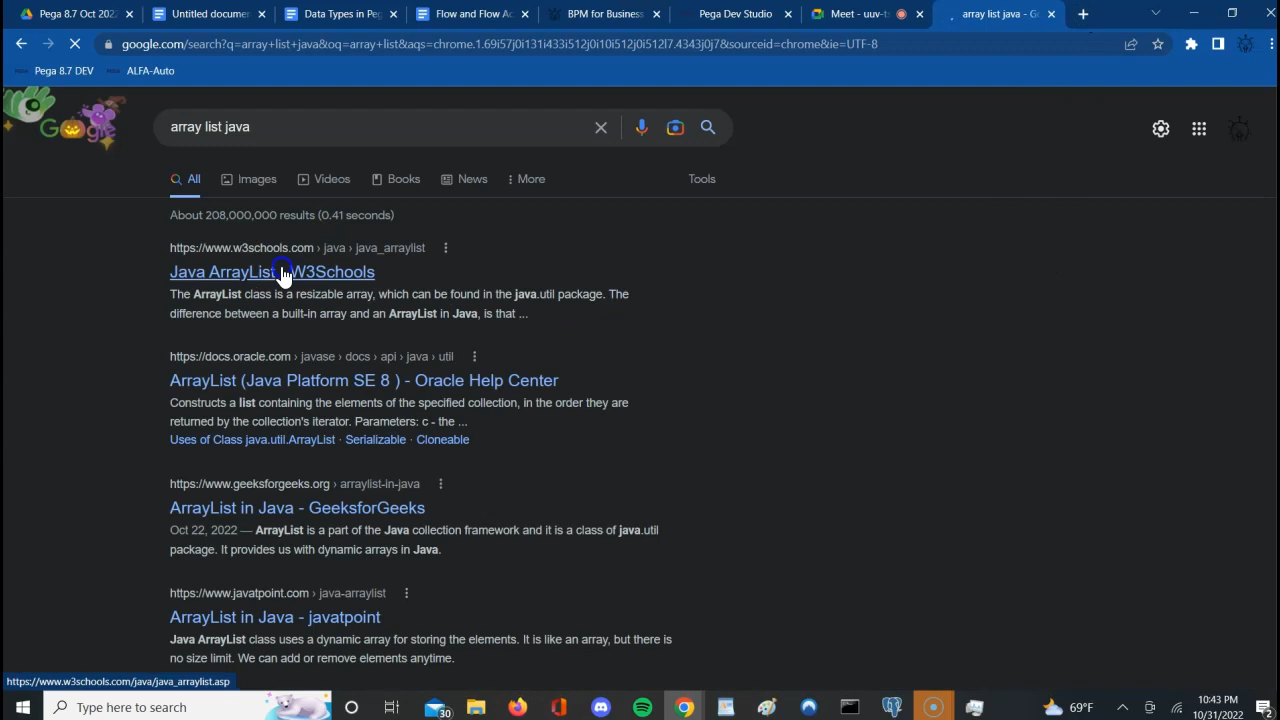 Pega 8.7 Oct 202
Untitled documen
Data Types in Peg
Flow and Flow Ac
BPM for Business
Pega Dev Studio
Meet - uuv-t
array list java - Go
google.com/search?q=array+list+java&oq=array+list&aqs=chrome.1.69i57j0i131i433i512j0i10i512j0i512l7.4343j0j7&sourceid=chrome&ie=UTF-8
Pega 8.7 DEV
ALFA-Auto
array list java
All
Images
Videos
Books
News
More
Tools
About 208,000,000 results (0.41 seconds)
https://www.w3schools.com › java › java_arraylist
Java ArrayList W3Schools
The ArrayList class is a resizable array, which can be found in the java.util package. The
difference between a built-in array and an ArrayList in Java, is that ...
https://docs.oracle.com › javase › docs › api › java › util
ArrayList (Java Platform SE 8 ) - Oracle Help Center
Constructs a list containing the elements of the specified collection, in the order they are
returned by the collection's iterator. Parameters: c - the ...
Uses of Class java.util.ArrayList · Serializable · Cloneable
https://www.geeksforgeeks.org › arraylist-in-java
ArrayList in Java - GeeksforGeeks
Oct 22, 2022 — ArrayList is a part of the Java collection framework and it is a class of java.util
package. It provides us with dynamic arrays in Java.
https://www.javatpoint.com › java-arraylist
ArrayList in Java - javatpoint
Java ArrayList class uses a dynamic array for storing the elements. It is like an array, but there is
no size limit. We can add or remove elements anytime.
https://www.w3schools.com/java/java_arraylist.asp
Type here to search
30
69°F
10:43 PM
10/31/2022
2